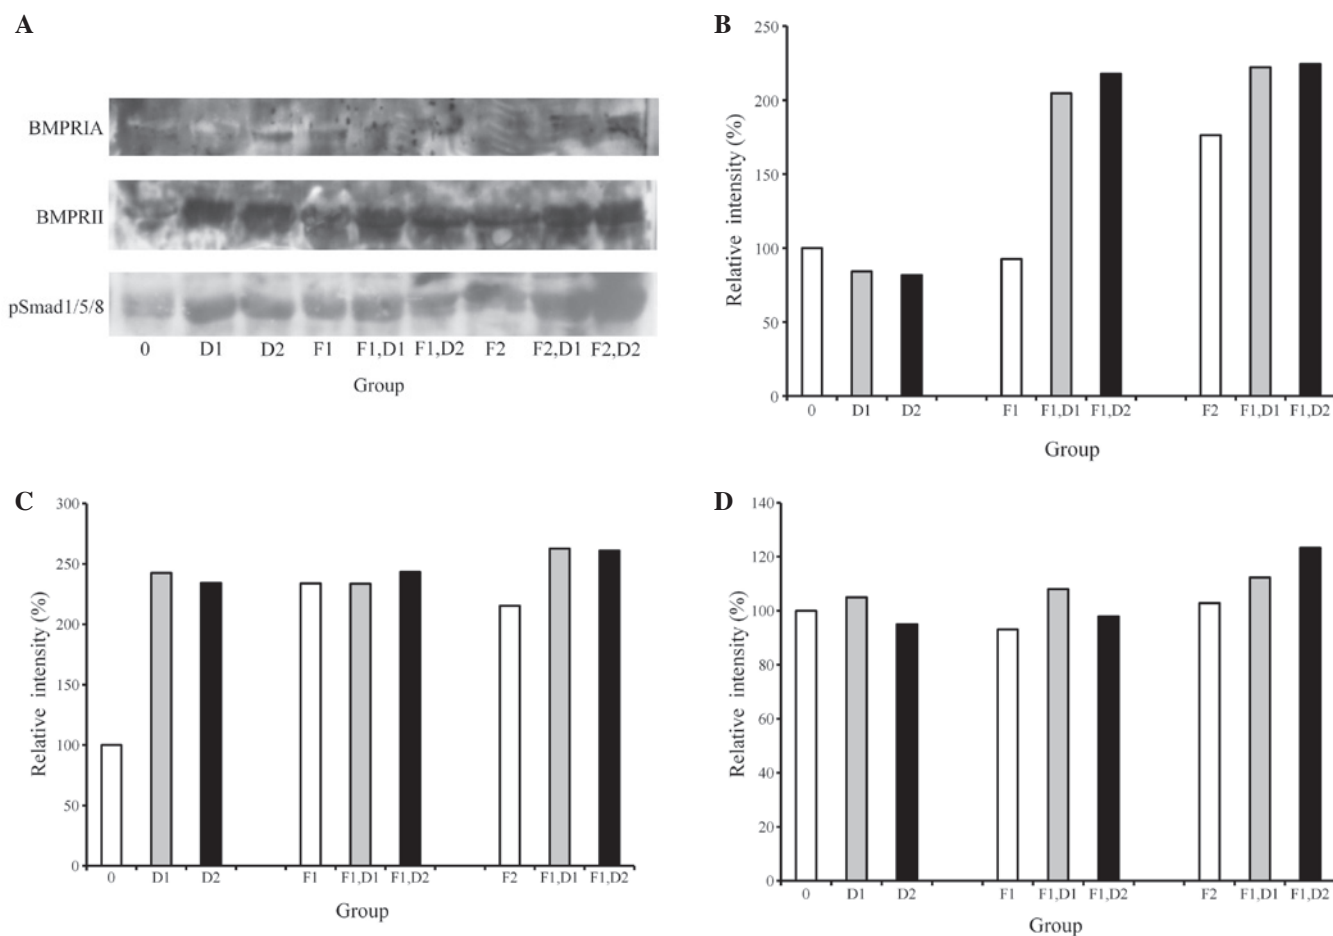 A
BMPRIA
BMPRII
pSmad1/5/8
0 D1 D2 F1 F1,D1 F1,D2 F2 F2,D1 F2,D2
Group
B
Relative intensity (%)
250
200
150
100
50
0
0 D1 D2 F1 F1,D1 F1,D2 F2 F1,D1 F1,D2
Group
C
Relative intensity (%)
300
250
200
150
100
50
0
0 D1 D2 F1 F1,D1 F1,D2 F2 F1,D1 F1,D2
Group
D
Relative intensity (%)
140
120
100
80
60
40
20
0
0 D1 D2 F1 F1,D1 F1,D2 F2 F1,D1 F1,D2
Group